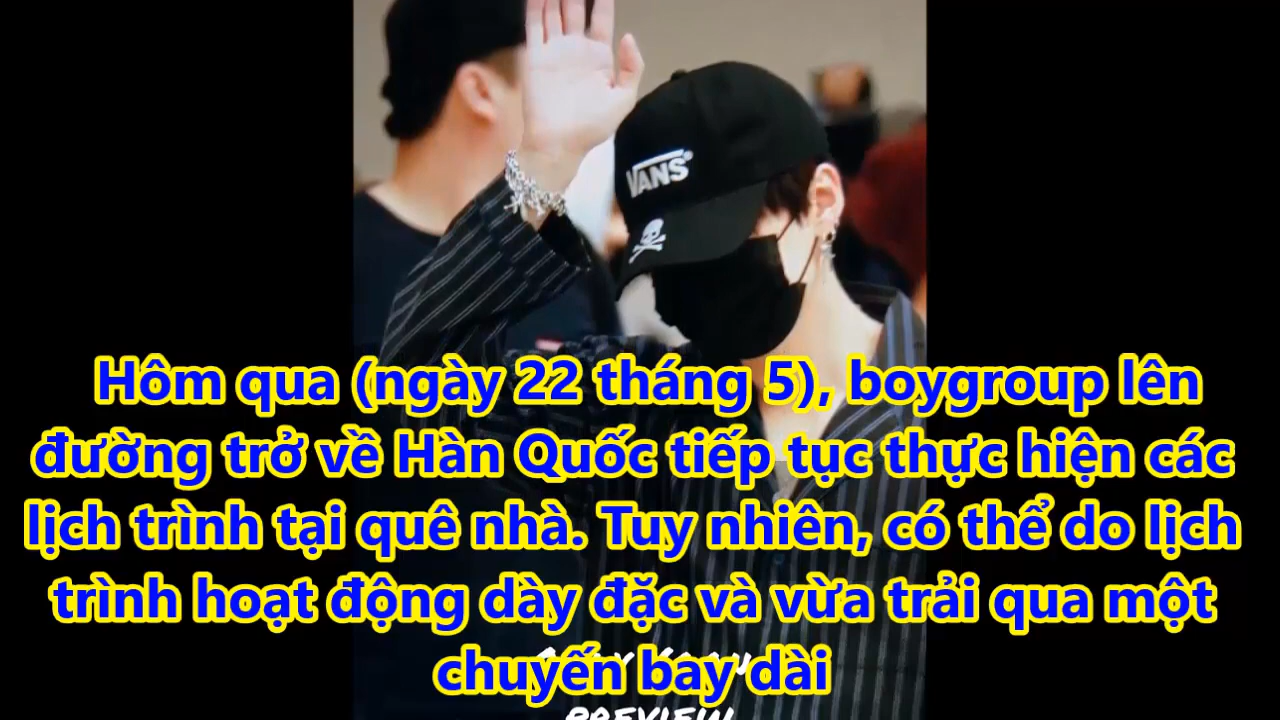 VANS
Hôm qua (ngày 22 tháng 5), boygroup lên
đường trở về Hàn Quốc tiếp tục thực hiện các
lịch trình tại quê nhà. Tuy nhiên, có thể do lịch
trình hoạt động dày đặc và vừa trải qua một
chuyến bay dài
PREVIEW